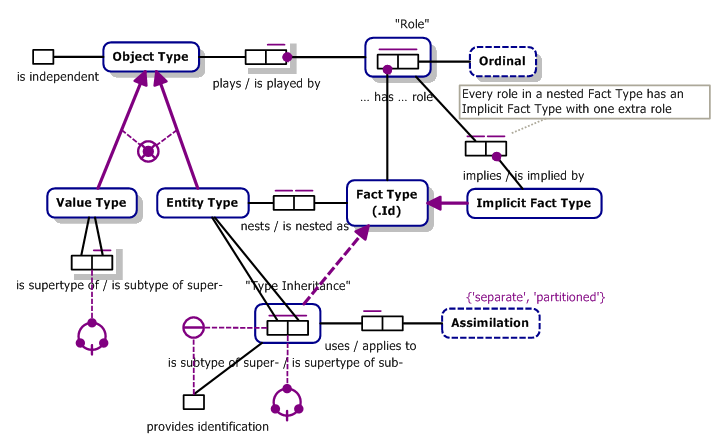 "Role"
Object Type
Ordinal
is independent
plays / is played by
... has ... role
Every role in a nested Fact Type has an
Implicit Fact Type with one extra role
implies / is implied by
Value Type
Entity Type
Fact Type
(.Id)
Implicit Fact Type
nests / is nested as
is supertype of / is subtype of super-
"Type Inheritance"
{'separate', 'partitioned'}
Assimilation
uses / applies to
is subtype of super- / is supertype of sub-
provides identification